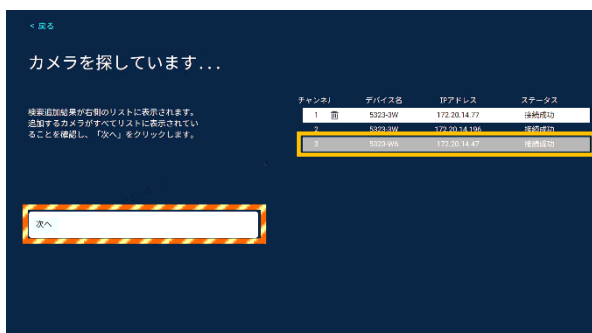 < 戻る
カメラを探しています...
検索追加結果が右側のリストに表示されます。
追加するカメラがすべてリストに表示されてい
ることを確認し、「次へ」をクリックします。
次へ
チャンネル デバイス名 IPアドレス ステータス
1 5323-3W 172.20.14.77 接続成功
2 5323-3W 172.20.14.196 接続成功
3 5323-W6 172.20.14.47 接続成功